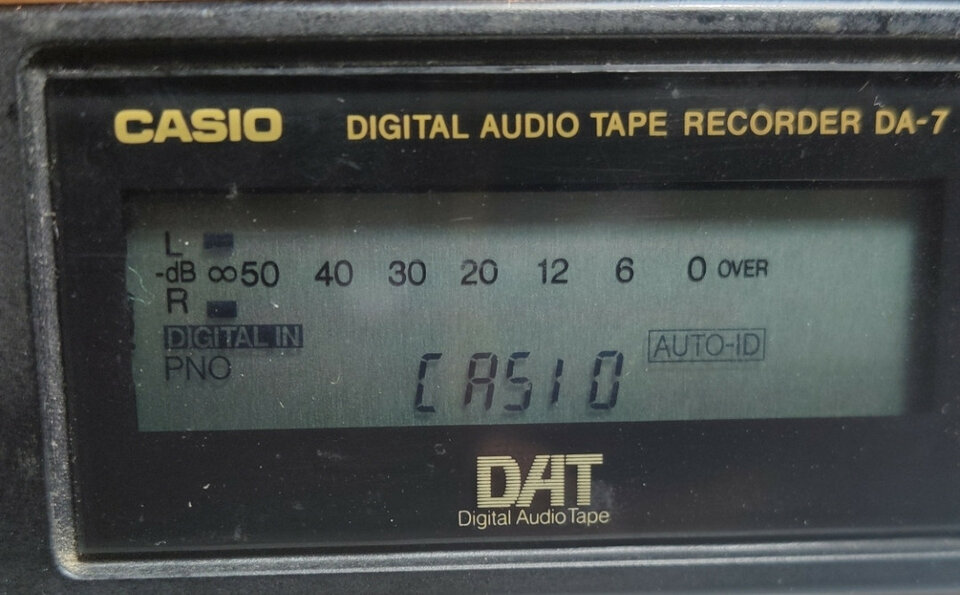 CASIO DIGITAL AUDIO TAPE RECORDER DA-7
L
-dB ∞ 50 40 30 20 12 6 0 OVER
R
DIGITAL IN
AUTO-ID
PNO
CASIO
DAT
Digital Audio Tape